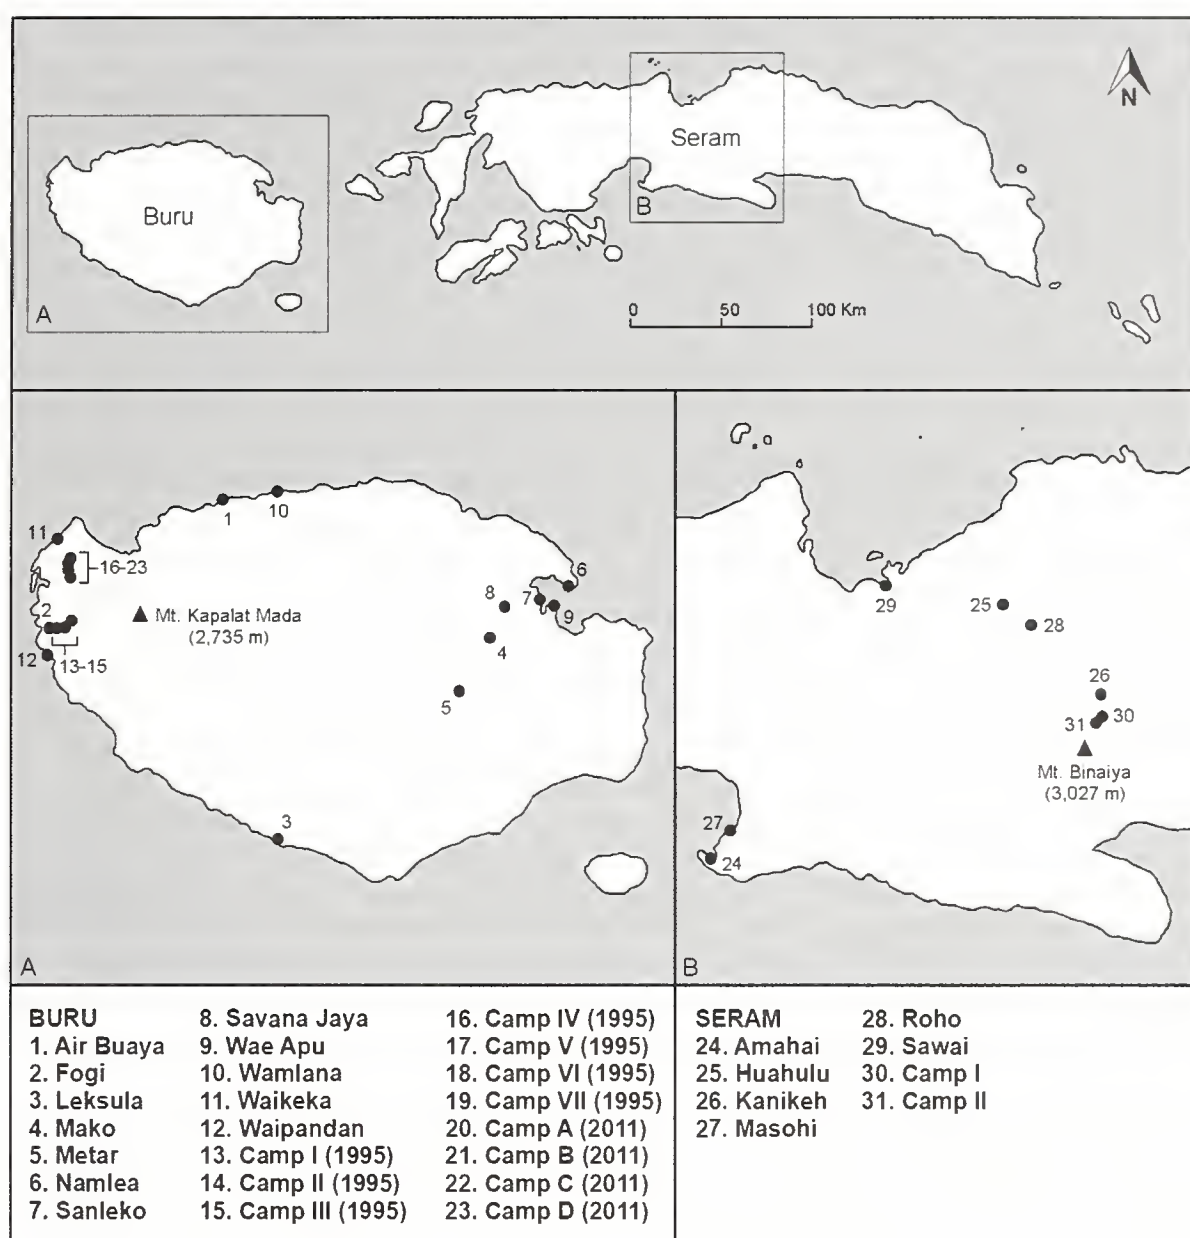 N
Seram
Buru
B
A
0 50 100 Km
1
10
11
16-23
6
8
7
9
2
Mt. Kapalat Mada
(2,735 m)
4
12
13-15
5
3
A
29
25
28
26
31
30
Mt. Binaiya
(3,027 m)
27
24
B
BURU
1. Air Buaya
2. Fogi
3. Leksula
4. Mako
5. Metar
6. Namlea
7. Sanleko
8. Savana Jaya
9. Wae Apu
10. Wamlana
11. Waikeka
12. Waipandan
13. Camp I (1995)
14. Camp II (1995)
15. Camp III (1995)
16. Camp IV (1995)
17. Camp V (1995)
18. Camp VI (1995)
19. Camp VII (1995)
20. Camp A (2011)
21. Camp B (2011)
22. Camp C (2011)
23. Camp D (2011)
SERAM
24. Amahai
25. Huahulu
26. Kanikeh
27. Masohi
28. Roho
29. Sawai
30. Camp I
31. Camp II